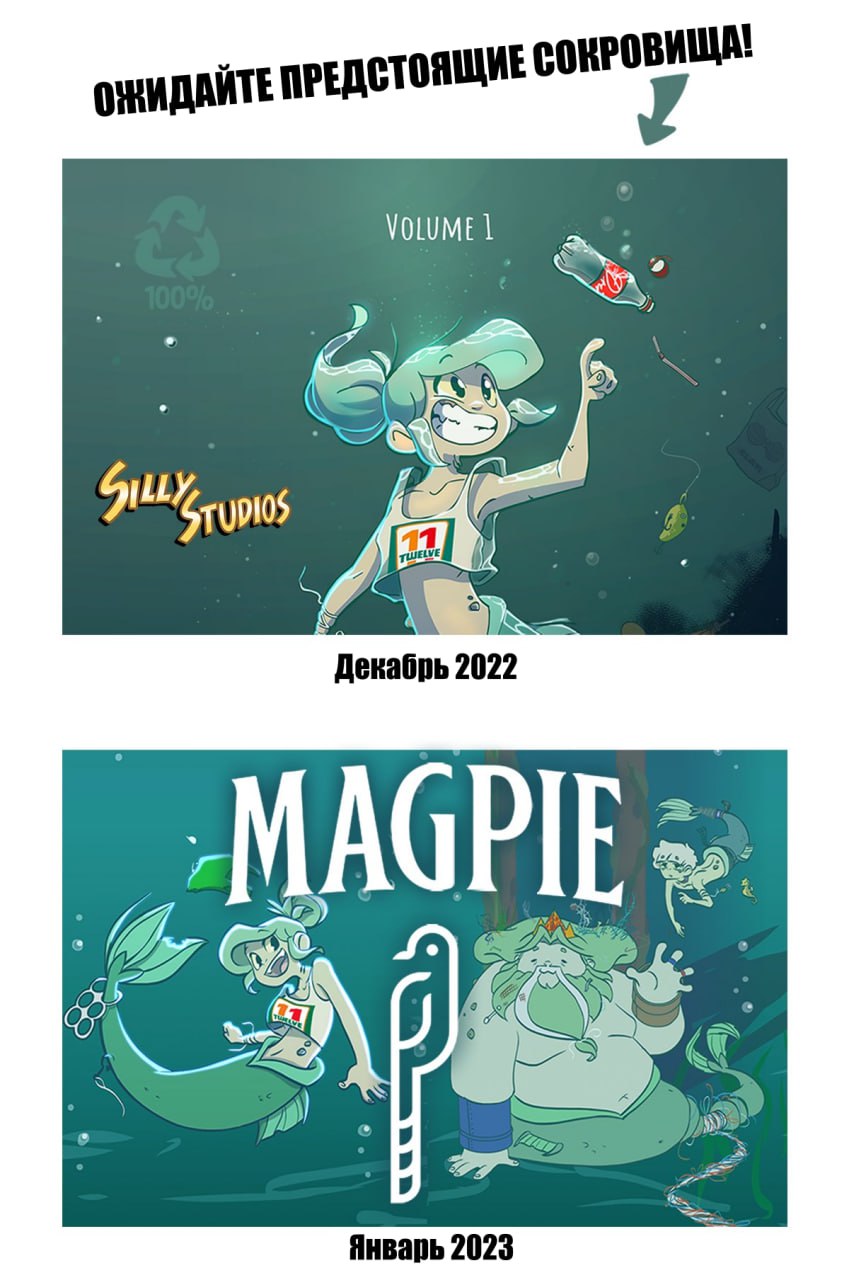 ОЖИДАЙТЕ ПРЕДСТОЯЩИЕ СОКРОВИЩА!
VOLUME 1
100%
SILLY
STUDIOS
11
TWELVE
Декабрь 2022
MAGPIE
11
TWELVE
Январь 2023